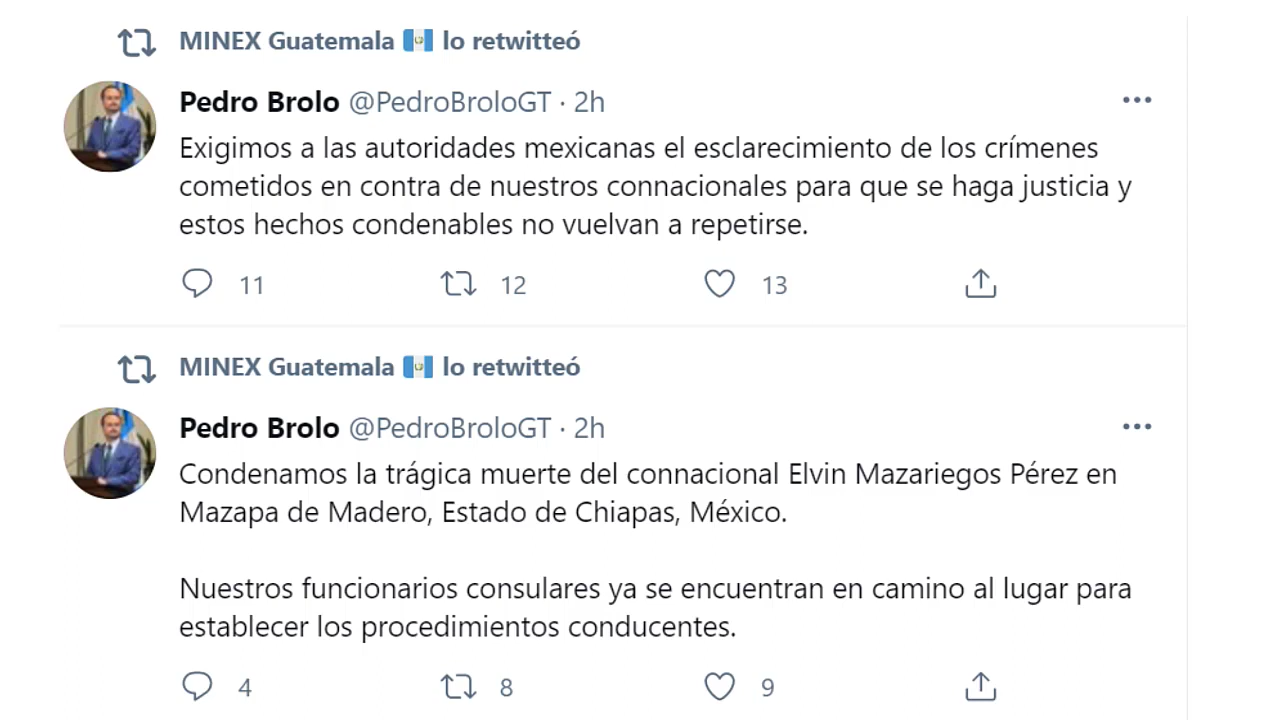 MINEX Guatemala 🇬🇹 lo retwitteó
Pedro Brolo @PedroBroloGT · 2h
Exigimos a las autoridades mexicanas el esclarecimiento de los crímenes
cometidos en contra de nuestros connacionales para que se haga justicia y
estos hechos condenables no vuelvan a repetirse.
11 12 13
MINEX Guatemala 🇬🇹 lo retwitteó
Pedro Brolo @PedroBroloGT · 2h
Condenamos la trágica muerte del connacional Elvin Mazariegos Pérez en
Mazapa de Madero, Estado de Chiapas, México.
Nuestros funcionarios consulares ya se encuentran en camino al lugar para
establecer los procedimientos conducentes.
4 8 9